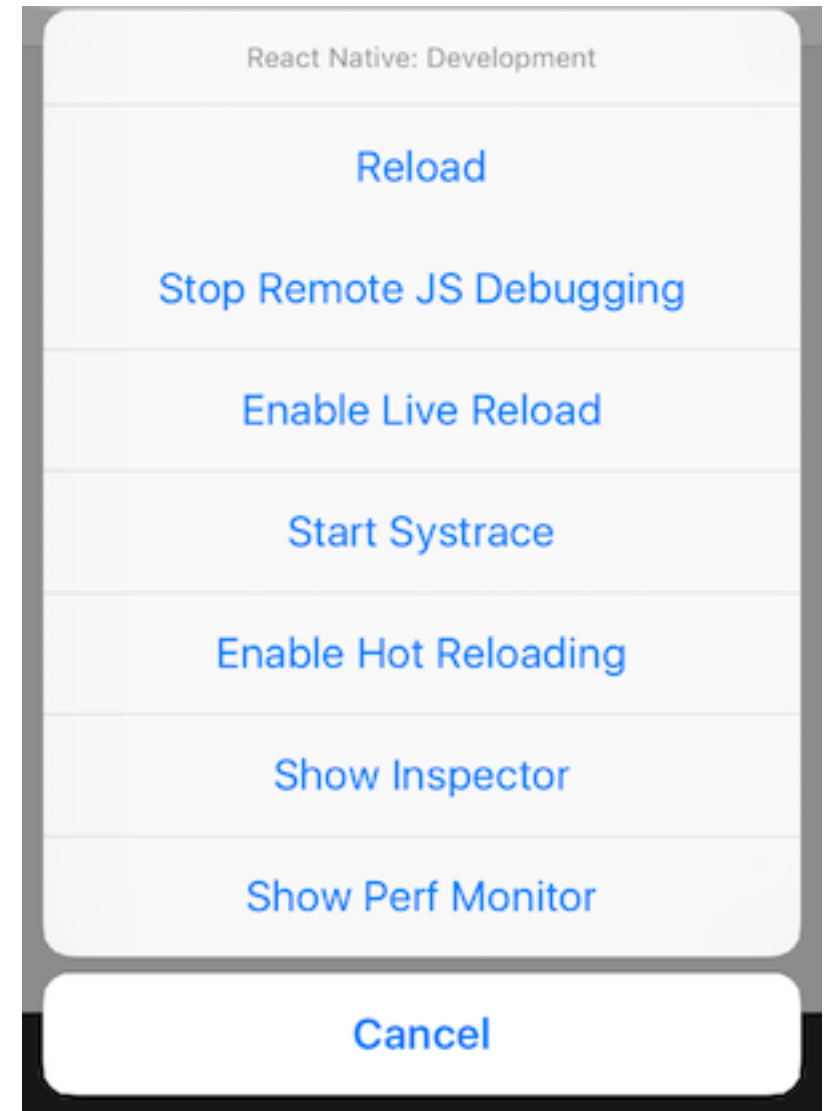 React Native: Development
Reload
Stop Remote JS Debugging
Enable Live Reload
Start Systrace
Enable Hot Reloading
Show Inspector
Show Perf Monitor
Cancel